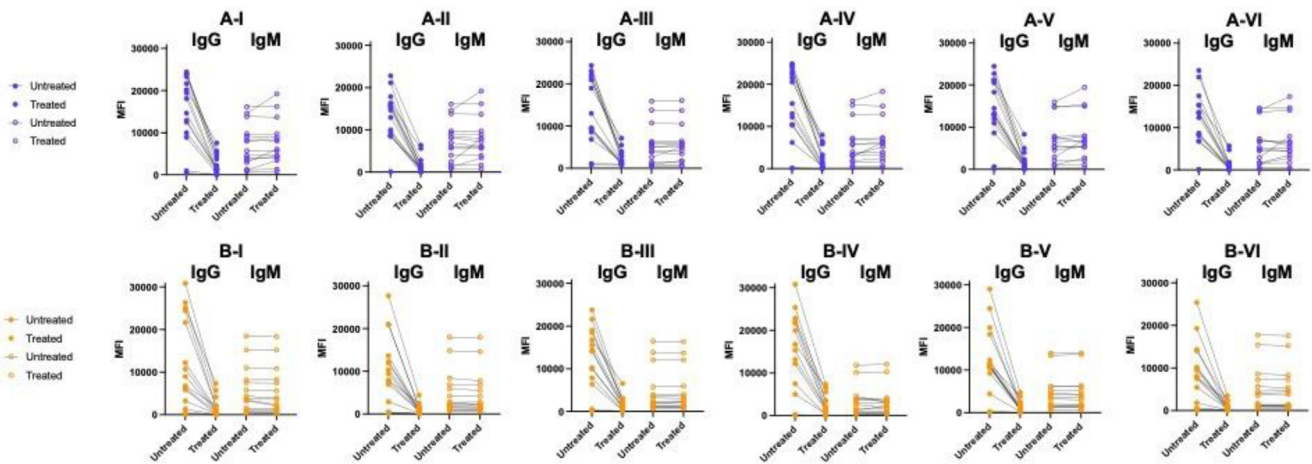 A-I A-II A-III A-IV A-V A-VI
IgG IgM IgG IgM IgG IgM IgG IgM IgG IgM IgG IgM
Untreated
Treated
Untreated
Treated
MFI MFI MFI MFI MFI MFI
30000 30000 30000 30000 30000 30000
20000 20000 20000 20000 20000 20000
10000 10000 10000 10000 10000 10000
0 0 0 0 0 0
Untreated Treated Untreated Treated Untreated Treated Untreated Treated Untreated Treated Untreated Treated Untreated Treated Untreated Treated Untreated Treated Untreated Treated Untreated Treated Untreated Treated
B-I B-II B-III B-IV B-V B-VI
IgG IgM IgG IgM IgG IgM IgG IgM IgG IgM IgG IgM
Untreated
Treated
Untreated
Treated
MFI MFI MFI MFI MFI MFI
30000 30000 30000 30000 30000 30000
20000 20000 20000 20000 20000 20000
10000 10000 10000 10000 10000 10000
0 0 0 0 0 0
Untreated Treated Untreated Treated Untreated Treated Untreated Treated Untreated Treated Untreated Treated Untreated Treated Untreated Treated Untreated Treated Untreated Treated Untreated Treated Untreated Treated